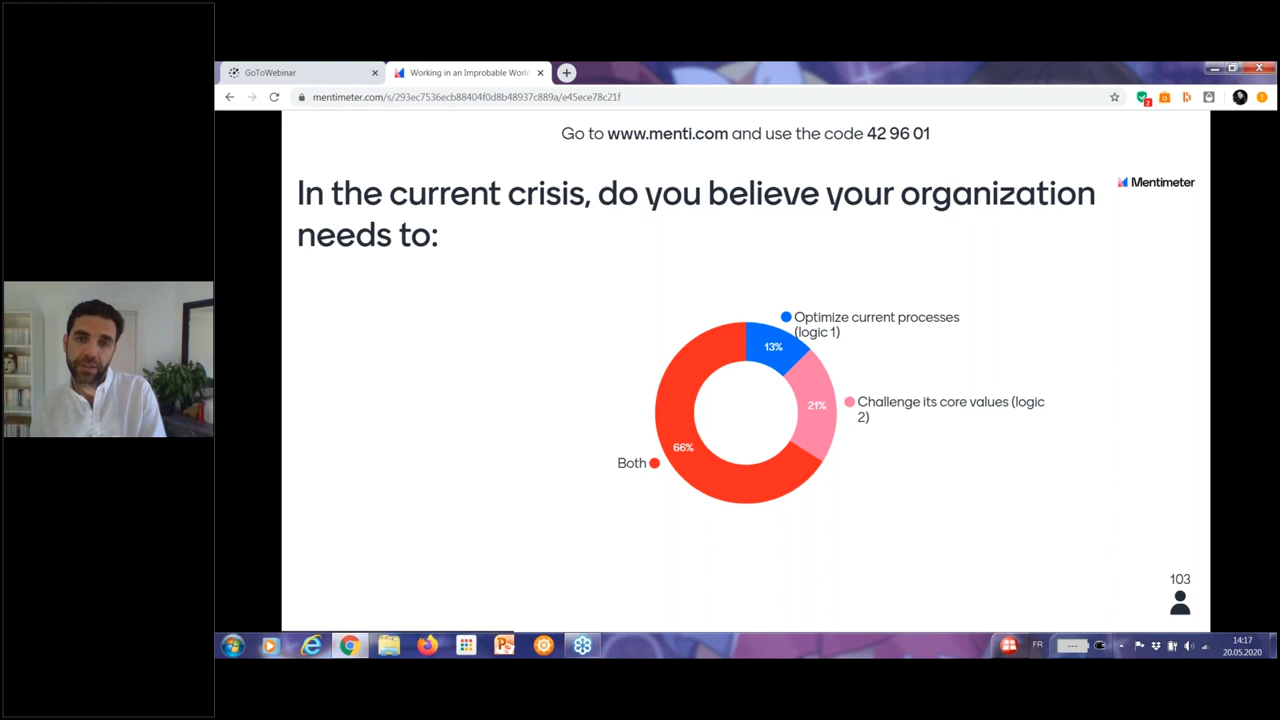 GoToWebinar
Working in an Improbable World
mentimeter.com/s/293ec7536ecb88404f0d8b48937c889a/e45ece78c21f
2
Go to www.menti.com and use the code 42 96 01
In the current crisis, do you believe your organization
needs to:
Mentimeter
Optimize current processes
(logic 1)
13%
21%
Challenge its core values (logic
2)
66%
Both
103
FR
14:17
20.05.2020